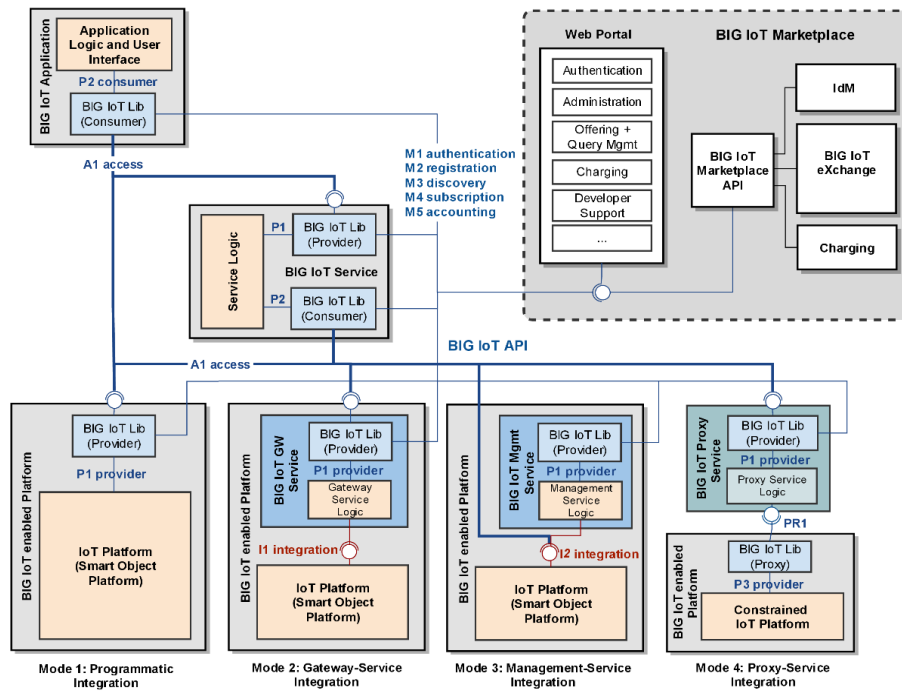 BIG IoT Application
Application
Logic and User
Interface
P2 consumer
BIG IoT Lib
(Consumer)
A1 access
M1 authentication
M2 registration
M3 discovery
M4 subscription
M5 accounting
Web Portal
Authentication
Administration
Offering +
Query Mgmt
Charging
Developer
Support
...
BIG IoT Marketplace
BIG IoT
Marketplace
API
IdM
BIG IoT
eXchange
Charging
Service Logic
P1
BIG IoT Lib
(Provider)
BIG IoT Service
P2
BIG IoT Lib
(Consumer)
BIG IoT API
A1 access
BIG IoT enabled Platform
BIG IoT Lib
(Provider)
P1 provider
IoT Platform
(Smart Object
Platform)
Mode 1: Programmatic
Integration
BIG IoT enabled Platform
BIG IoT GW
Service
BIG IoT Lib
(Provider)
P1 provider
Gateway
Service
Logic
I1 integration
IoT Platform
(Smart Object
Platform)
Mode 2: Gateway-Service
Integration
BIG IoT enabled Platform
BIG IoT Mgmt
Service
BIG IoT Lib
(Provider)
P1 provider
Management
Service
Logic
I2 integration
IoT Platform
(Smart Object
Platform)
Mode 3: Management-Service
Integration
BIG IoT Proxy
Service
BIG IoT Lib
(Provider)
P1 provider
Proxy Service
Logic
PR1
BIG IoT enabled
Platform
BIG IoT Lib
(Proxy)
P3 provider
Constrained
IoT Platform
Mode 4: Proxy-Service
Integration